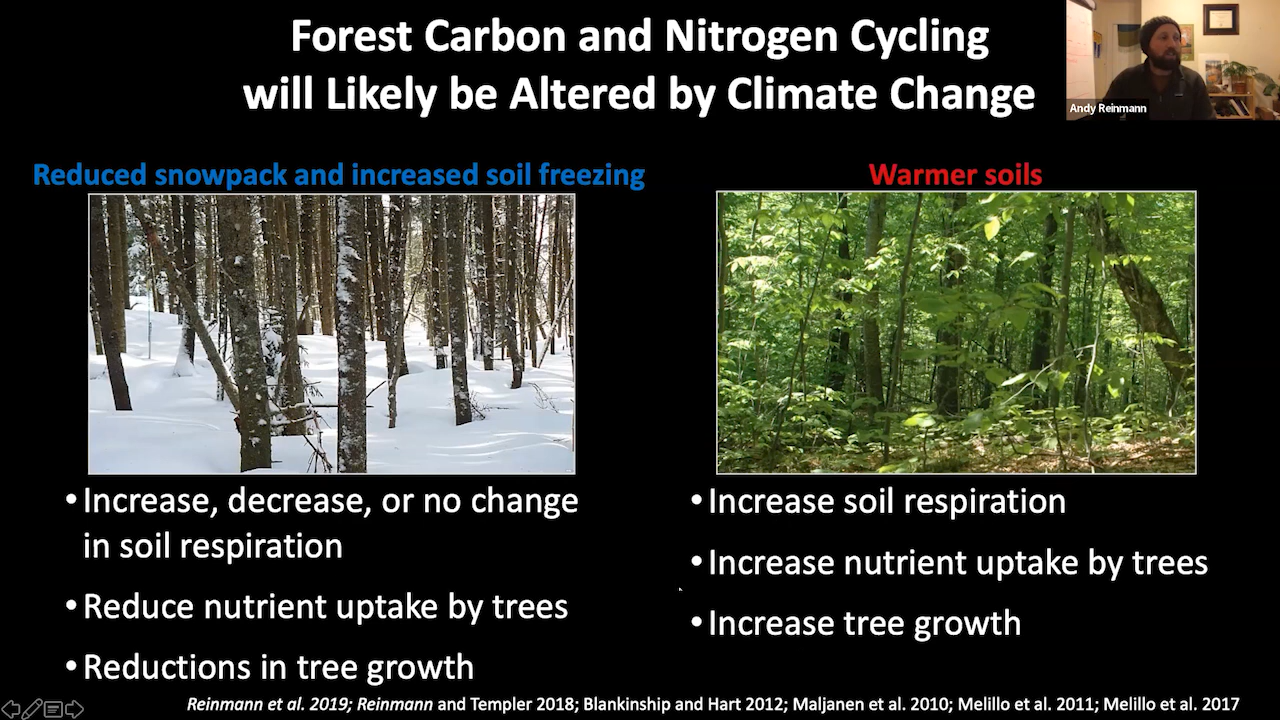 Forest Carbon and Nitrogen Cycling
will Likely be Altered by Climate Change
Andy Reinmann
Reduced snowpack and increased soil freezing
Warmer soils
•Increase, decrease, or no change
in soil respiration
•Reduce nutrient uptake by trees
•Reductions in tree growth
•Increase soil respiration
•Increase nutrient uptake by trees
•Increase tree growth
Reinmann et al. 2019; Reinmann and Templer 2018; Blankinship and Hart 2012; Maljanen et al. 2010; Melillo et al. 2011; Melillo et al. 2017